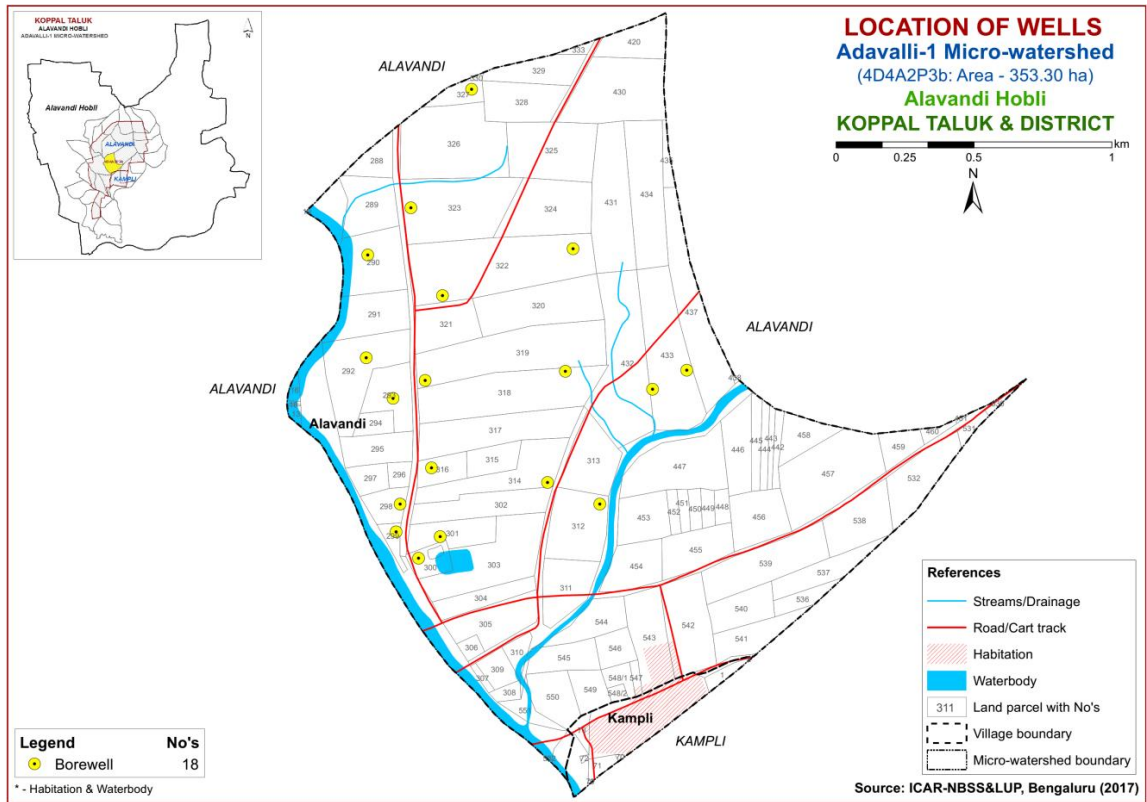 KOPPAL TALUK
ALAVANDI HOBLI
ADAVALLI-1 MICRO-WATERSHED
N
Alavandi Hobli
ALAVANDI
KAMPLI
LOCATION OF WELLS
Adavalli-1 Micro-watershed
(4D4A2P3b: Area - 353.30 ha)
Alavandi Hobli
KOPPAL TALUK & DISTRICT
km
0 0.25 0.5 1
N
ALAVANDI
333
420
329
327
328
430
326
325
288
434
289
323
324
431
290
322
320
291
321
437
ALAVANDI
319
292
432
433
ALAVANDI
318
Alavandi
294
317
295
313
445
443
442
444
446
458
460
459
531
297
296
316
315
314
447
457
532
298
302
451
452
450
449
448
453
456
538
312
301
300
303
455
454
539
537
311
304
536
305
544
540
542
543
541
306
310
546
545
309
307
548/1
547
549
548/2
308
550
1
Kampli
KAMPLI
72
71
References
Streams/Drainage
Road/Cart track
Habitation
Waterbody
311 Land parcel with No's
Village boundary
Micro-watershed boundary
Legend No's
Borewell 18
* - Habitation & Waterbody
Source: ICAR-NBSS&LUP, Bengaluru (2017)